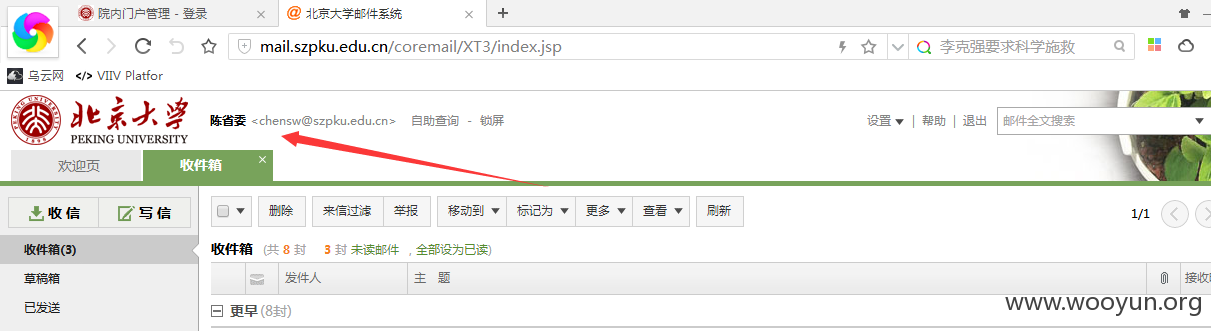 院内门户管理 - 登录
北京大学邮件系统
mail.szpku.edu.cn/coremail/XT3/index.jsp
李克强要求科学施救
乌云网 </> VIIV Platfor
北京大学
PEKING UNIVERSITY
1898
陈省委 <chensw@szpku.edu.cn> 自助查询 - 锁屏
设置 | 帮助 | 退出 邮件全文搜索
欢迎页 收件箱
收信 写信
删除 来信过滤 举报 移动到 标记为 更多 查看 刷新 1/1
收件箱(3)
收件箱 (共 8 封 3 封 未读邮件 , 全部设为已读)
草稿箱
发件人 主 题 接收
已发送
更早 (8封)
www.wooyun.org